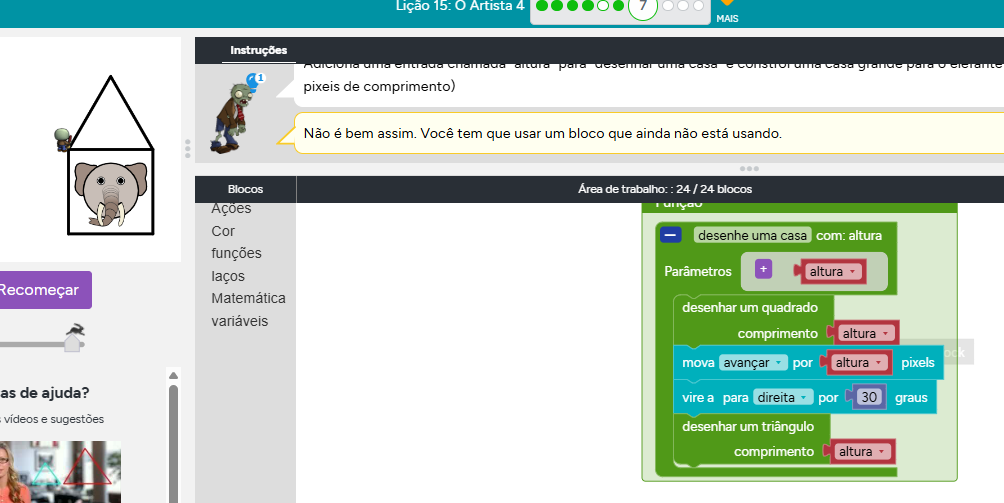 Lição 15: O Artista 4
7
MAIS
Instruções
Adiciona uma entrada chamada "altura" para "desenhar uma casa" e constrói uma casa grande para o elefante
pixeis de comprimento)
1
Não é bem assim. Você tem que usar um bloco que ainda não está usando.
Blocos
Área de trabalho: : 24 / 24 blocos
Ações
Cor
funções
laços
Matemática
variáveis
Recomeçar
as de ajuda?
s vídeos e sugestões
Função
desenhe uma casa com: altura
Parâmetros + altura
desenhar um quadrado
comprimento altura
mova avançar por altura pixels
vire a para direita por 30 graus
desenhar um triângulo
comprimento altura